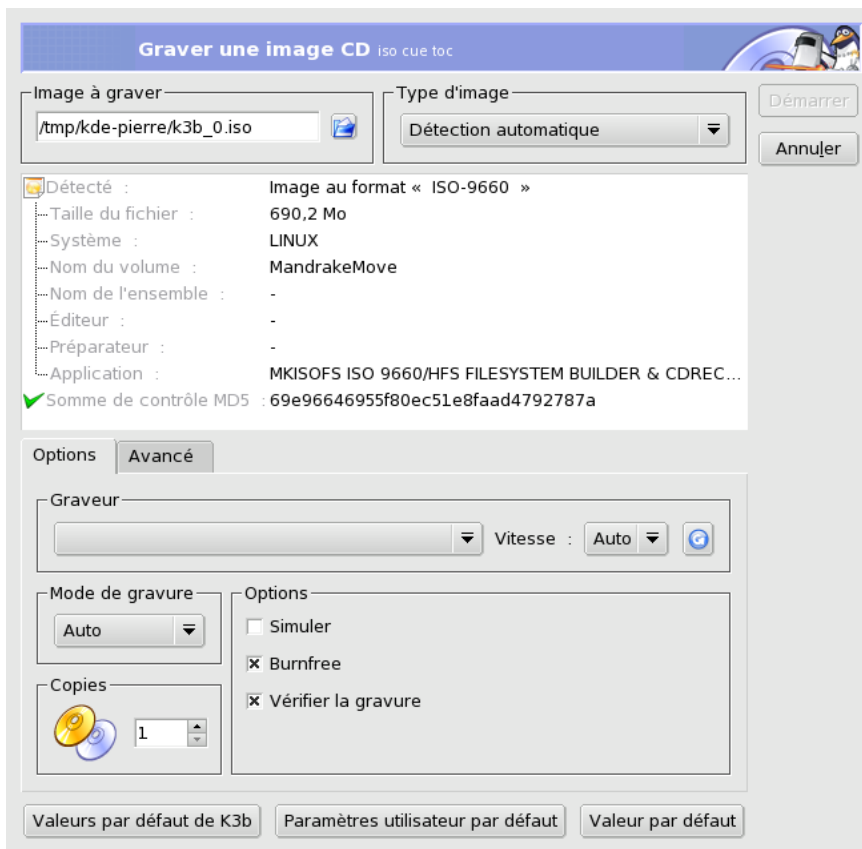 Graver une image CD iso cue toc
Image à graver
Type d'image
Démarrer
/tmp/kde-pierre/k3b_0.iso
Détection automatique
Annuler
Détecté : Image au format « ISO-9660 »
Taille du fichier : 690,2 Mo
Système : LINUX
Nom du volume : MandrakeMove
Nom de l'ensemble : -
Éditeur : -
Préparateur : -
Application : MKISOFS ISO 9660/HFS FILESYSTEM BUILDER & CDREC...
Somme de contrôle MD5 : 69e96646955f80ec51e8faad4792787a
Options Avancé
Graveur
Vitesse : Auto
Mode de gravure
Auto
Options
Simuler
Burnfree
Vérifier la gravure
Copies
1
Valeurs par défaut de K3b Paramètres utilisateur par défaut Valeur par défaut